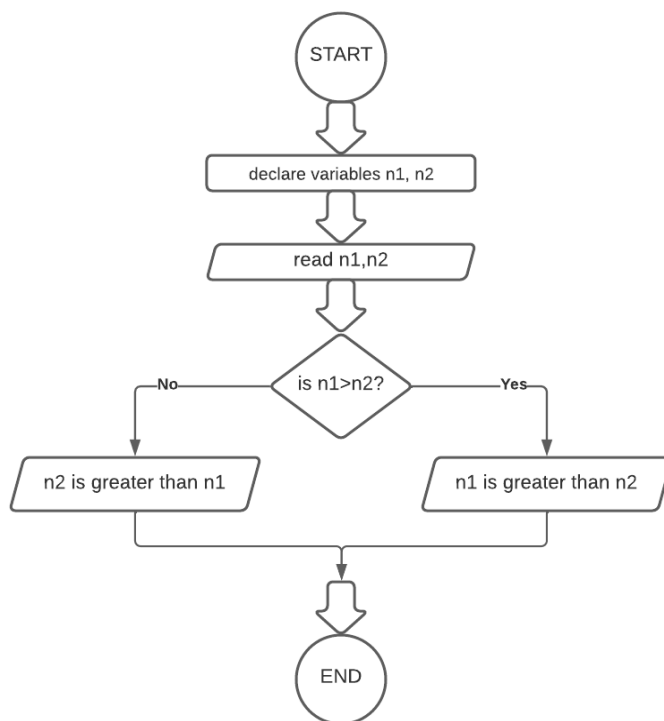 START
declare variables n1, n2
read n1,n2
is n1>n2?
No
Yes
n2 is greater than n1
n1 is greater than n2
END